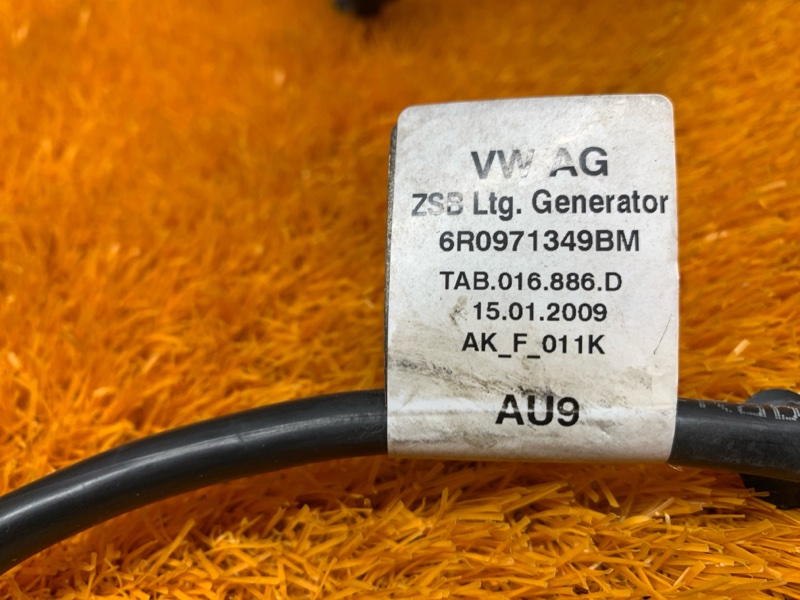 VW AG
ZSB Ltg. Generator
6R0971349BM
TAB.016.886.D
15.01.2009
AK_F_011K
AU9